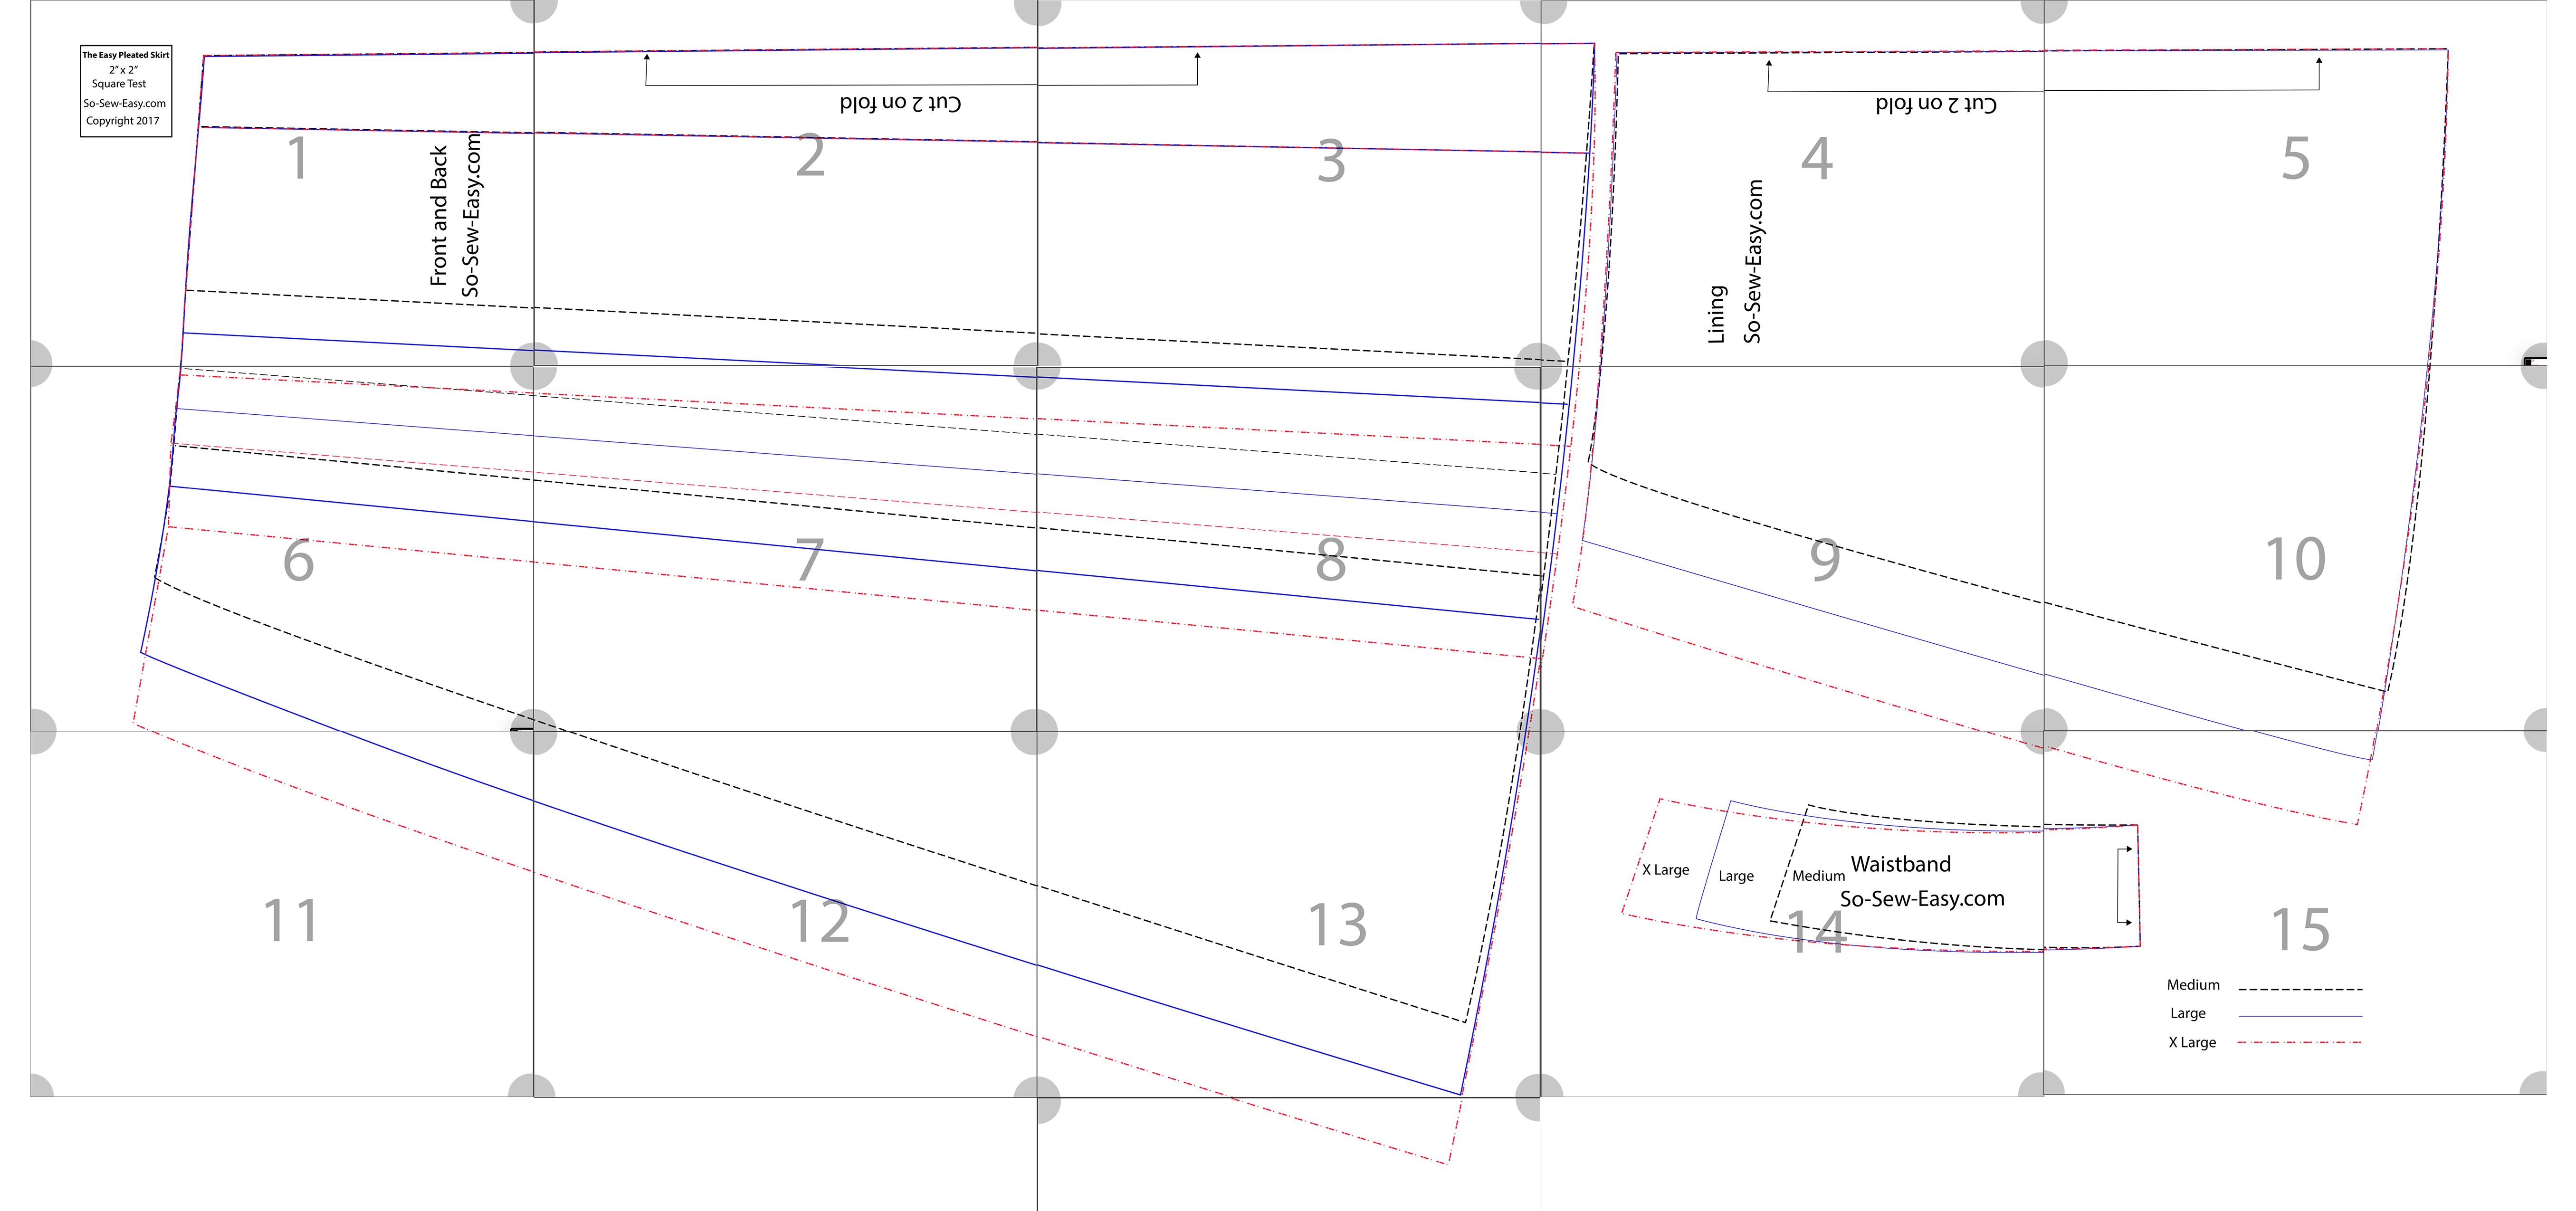 The Easy Pleated Skirt
2” x 2”
Square Test
So-Sew-Easy.com
Copyright 2017
Cut 2 on fold
1
Front and Back
So-Sew-Easy.com
2
3
Cut 2 on fold
4
5
Lining
So-Sew-Easy.com
6
7
8
9
10
11
12
13
X Large
Large
Medium
Waistband
So-Sew-Easy.com
14
15
Medium
Large
X Large